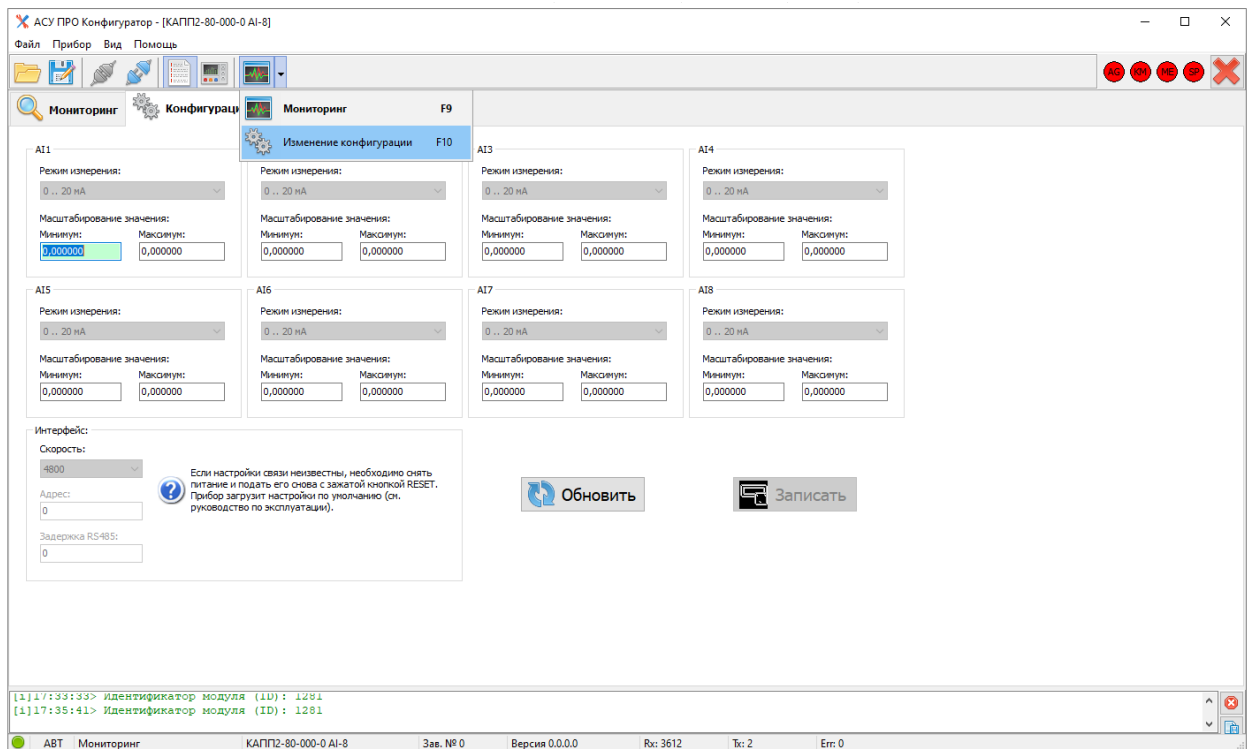 АСУ ПРО Конфигуратор - [КАПП2-80-000-0 AI-8]
Файл Прибор Вид Помощь
AG KM ME SP
Мониторинг Конфигураци
Мониторинг F9
Изменение конфигурации F10
AI1 AI3 AI4
Режим измерения: Режим измерения: Режим измерения: Режим измерения:
0 .. 20 мА 0 .. 20 мА 0 .. 20 мА 0 .. 20 мА
Масштабирование значения: Масштабирование значения: Масштабирование значения: Масштабирование значения:
Минимум: Максимум: Минимум: Максимум: Минимум: Максимум: Минимум: Максимум:
0,000000 0,000000 0,000000 0,000000 0,000000 0,000000 0,000000 0,000000
AI5 AI6 AI7 AI8
Режим измерения: Режим измерения: Режим измерения: Режим измерения:
0 .. 20 мА 0 .. 20 мА 0 .. 20 мА 0 .. 20 мА
Масштабирование значения: Масштабирование значения: Масштабирование значения: Масштабирование значения:
Минимум: Максимум: Минимум: Максимум: Минимум: Максимум: Минимум: Максимум:
0,000000 0,000000 0,000000 0,000000 0,000000 0,000000 0,000000 0,000000
Интерфейс:
Скорость:
4800
Адрес:
0
Задержка RS485:
0
Если настройки связи неизвестны, необходимо снять
питание и подать его снова с зажатой кнопкой RESET.
Прибор загрузит настройки по умолчанию (см.
руководство по эксплуатации).
Обновить Записать
[i]17:33:33> Идентификатор модуля (ID): 1281
[i]17:35:41> Идентификатор модуля (ID): 1281
АВТ Мониторинг КАПП2-80-000-0 AI-8 Зав. № 0 Версия 0.0.0.0 Rx: 3612 Tx: 2 Err: 0